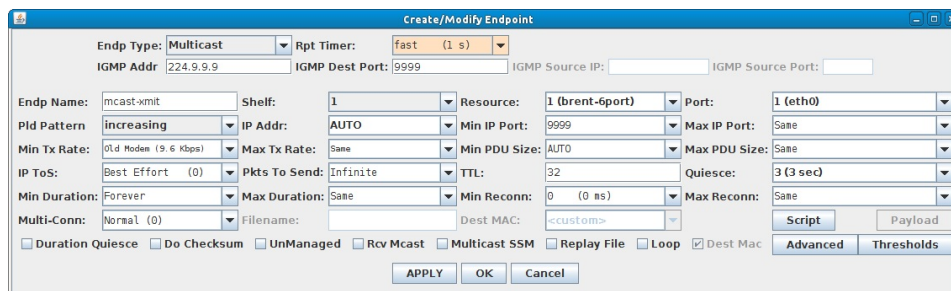 Create/Modify Endpoint
Endp Type: Multicast Rpt Timer: fast (1 s)
IGMP Addr 224.9.9.9 IGMP Dest Port: 9999 IGMP Source IP: IGMP Source Port:
Endp Name: mcast-xmit Shelf: 1 Resource: 1 (brent-6port) Port: 1 (eth0)
Pld Pattern increasing IP Addr: AUTO Min IP Port: 9999 Max IP Port: Same
Min Tx Rate: Old Modem (9.6 Kbps) Max Tx Rate: Same Min PDU Size: AUTO Max PDU Size: Same
IP ToS: Best Effort (0) Pkts To Send: Infinite TTL: 32 Quiesce: 3 (3 sec)
Min Duration: Forever Max Duration: Same Min Reconn: 0 (0 ms) Max Reconn: Same
Multi-Conn: Normal (0) Filename: Dest MAC: <custom> Script Payload
Duration Quiesce Do Checksum UnManaged Rcv Mcast Multicast SSM Replay File Loop Dest Mac Advanced Thresholds
APPLY OK Cancel